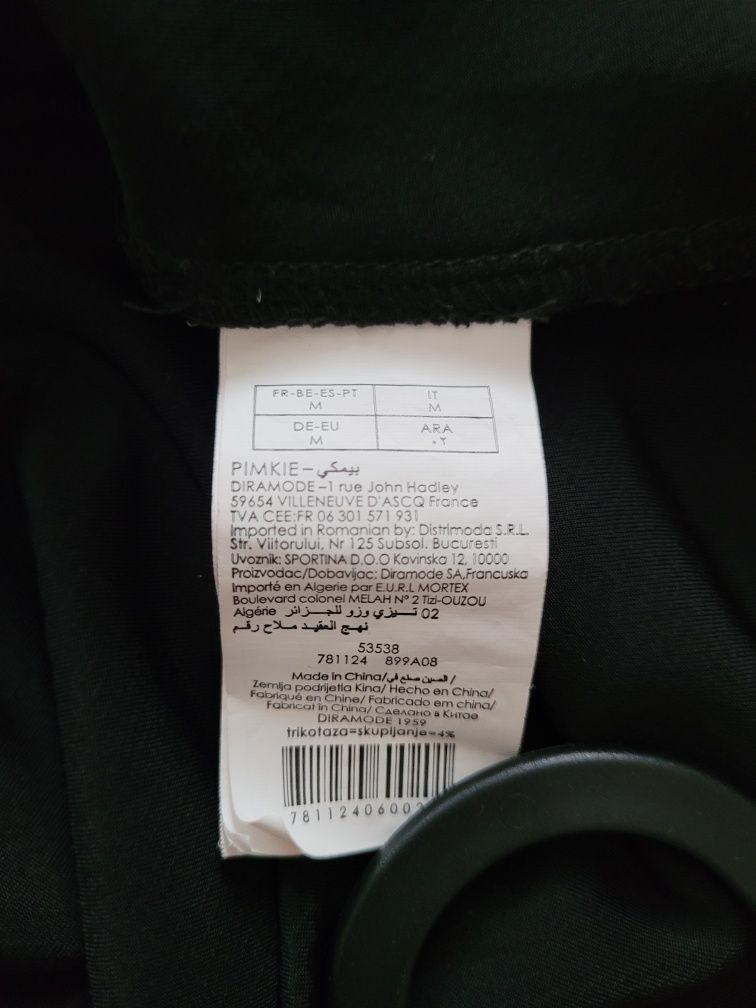 FR-BE-ES-PT
M
IT
M
DE-EU
M
ARA
٠٢
PIMKIE-بيمكي
DIRAMODE-1 rue John Hadley
59654 VILLENEUVE D'ASCQ France
TVA CEE:FR 06 301 571 931
Imported in Romanian by: Distrimoda S.R.L.
Str. Viitorului, Nr 125 Subsol. Bucuresti
Uvoznik: SPORTINA D.O.O Kovinska 12, 10000
Proizvodac/Dobavljac: Diramode SA,Francuska
Importé en Algerie par E.U.R.L MORTEX
Boulevard colonel MELAH N° 2 Tizi-OUZOU
Algérie تيزي وزو للجزائر 02
نهج العقيد ملاح رقم
53538
781124 899A08
Made in China/الصين صنع في/
Zemlja podrijetla Kina/ Hecho en China/
Fabriqué en Chine/ Fabricado em china/
Fabricat în China/ Сделано в Китае
DIRAMODE 1959
trikotaza=skupljanje=4%
78112406002